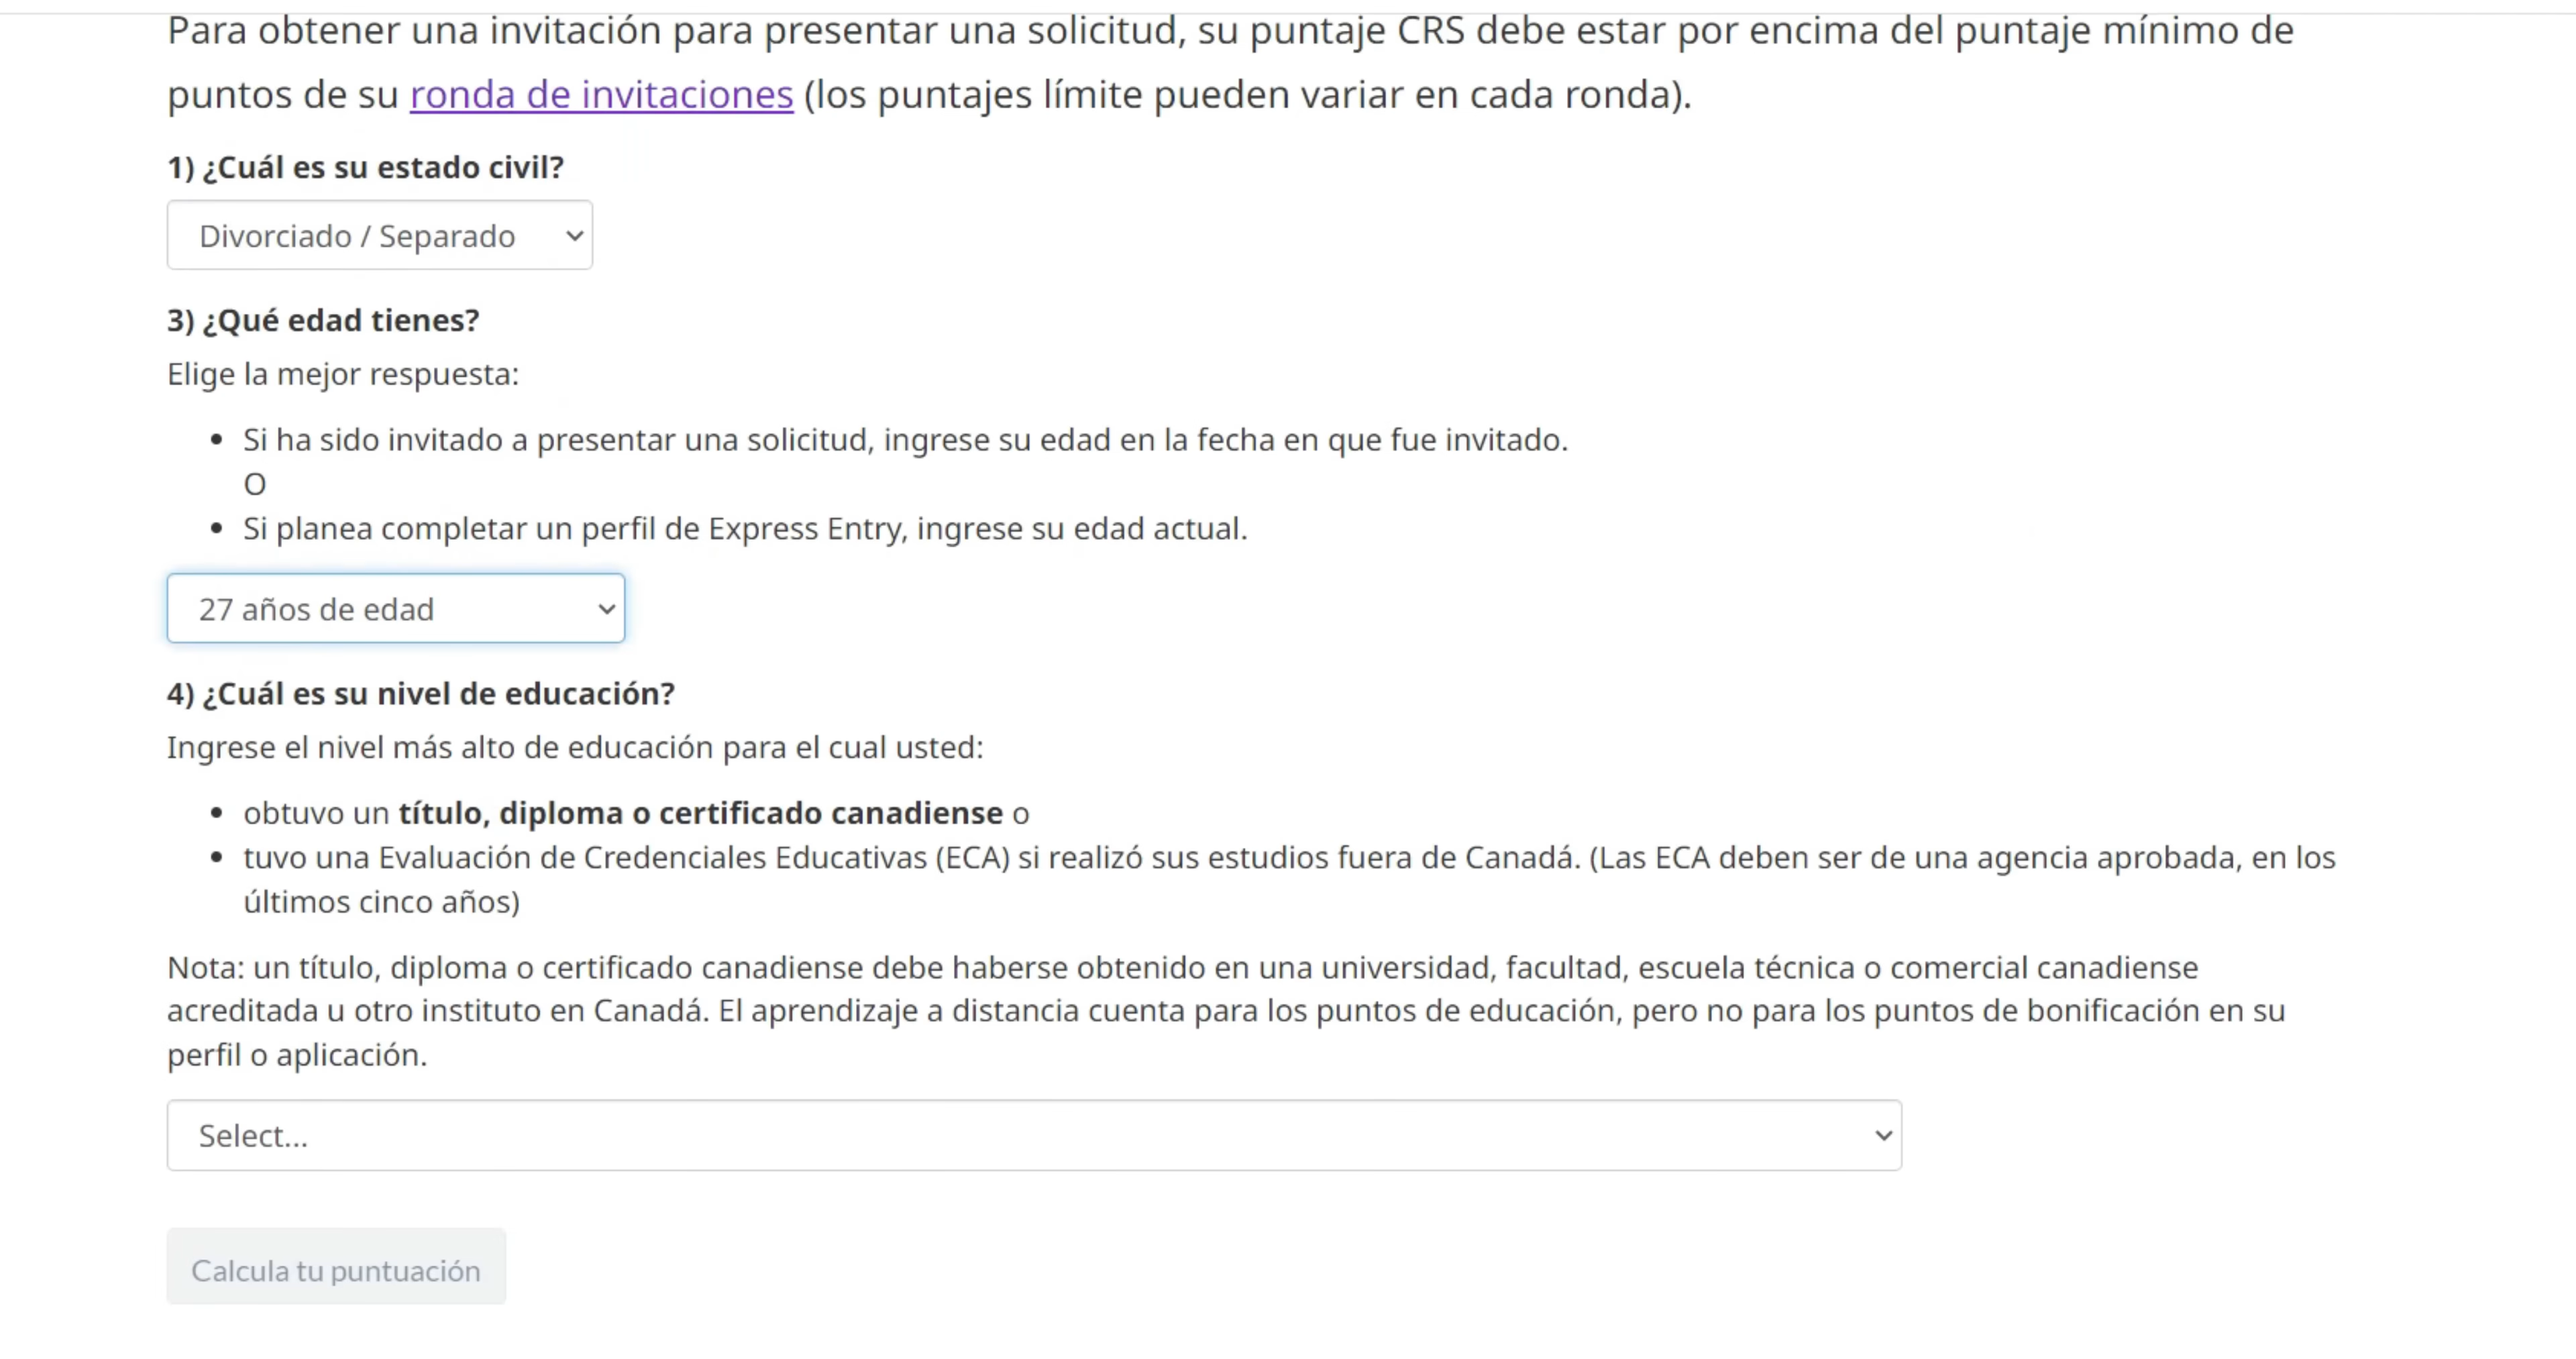 Para obtener una invitación para presentar una solicitud, su puntaje CRS debe estar por encima del puntaje mínimo de
puntos de su ronda de invitaciones (los puntajes límite pueden variar en cada ronda).
1) ¿Cuál es su estado civil?
Divorciado / Separado
3) ¿Qué edad tienes?
Elige la mejor respuesta:
• Si ha sido invitado a presentar una solicitud, ingrese su edad en la fecha en que fue invitado.
O
• Si planea completar un perfil de Express Entry, ingrese su edad actual.
27 años de edad
4) ¿Cuál es su nivel de educación?
Ingrese el nivel más alto de educación para el cual usted:
• obtuvo un título, diploma o certificado canadiense o
• tuvo una Evaluación de Credenciales Educativas (ECA) si realizó sus estudios fuera de Canadá. (Las ECA deben ser de una agencia aprobada, en los
últimos cinco años)
Nota: un título, diploma o certificado canadiense debe haberse obtenido en una universidad, facultad, escuela técnica o comercial canadiense
acreditada u otro instituto en Canadá. El aprendizaje a distancia cuenta para los puntos de educación, pero no para los puntos de bonificación en su
perfil o aplicación.
Select...
Calcula tu puntuación